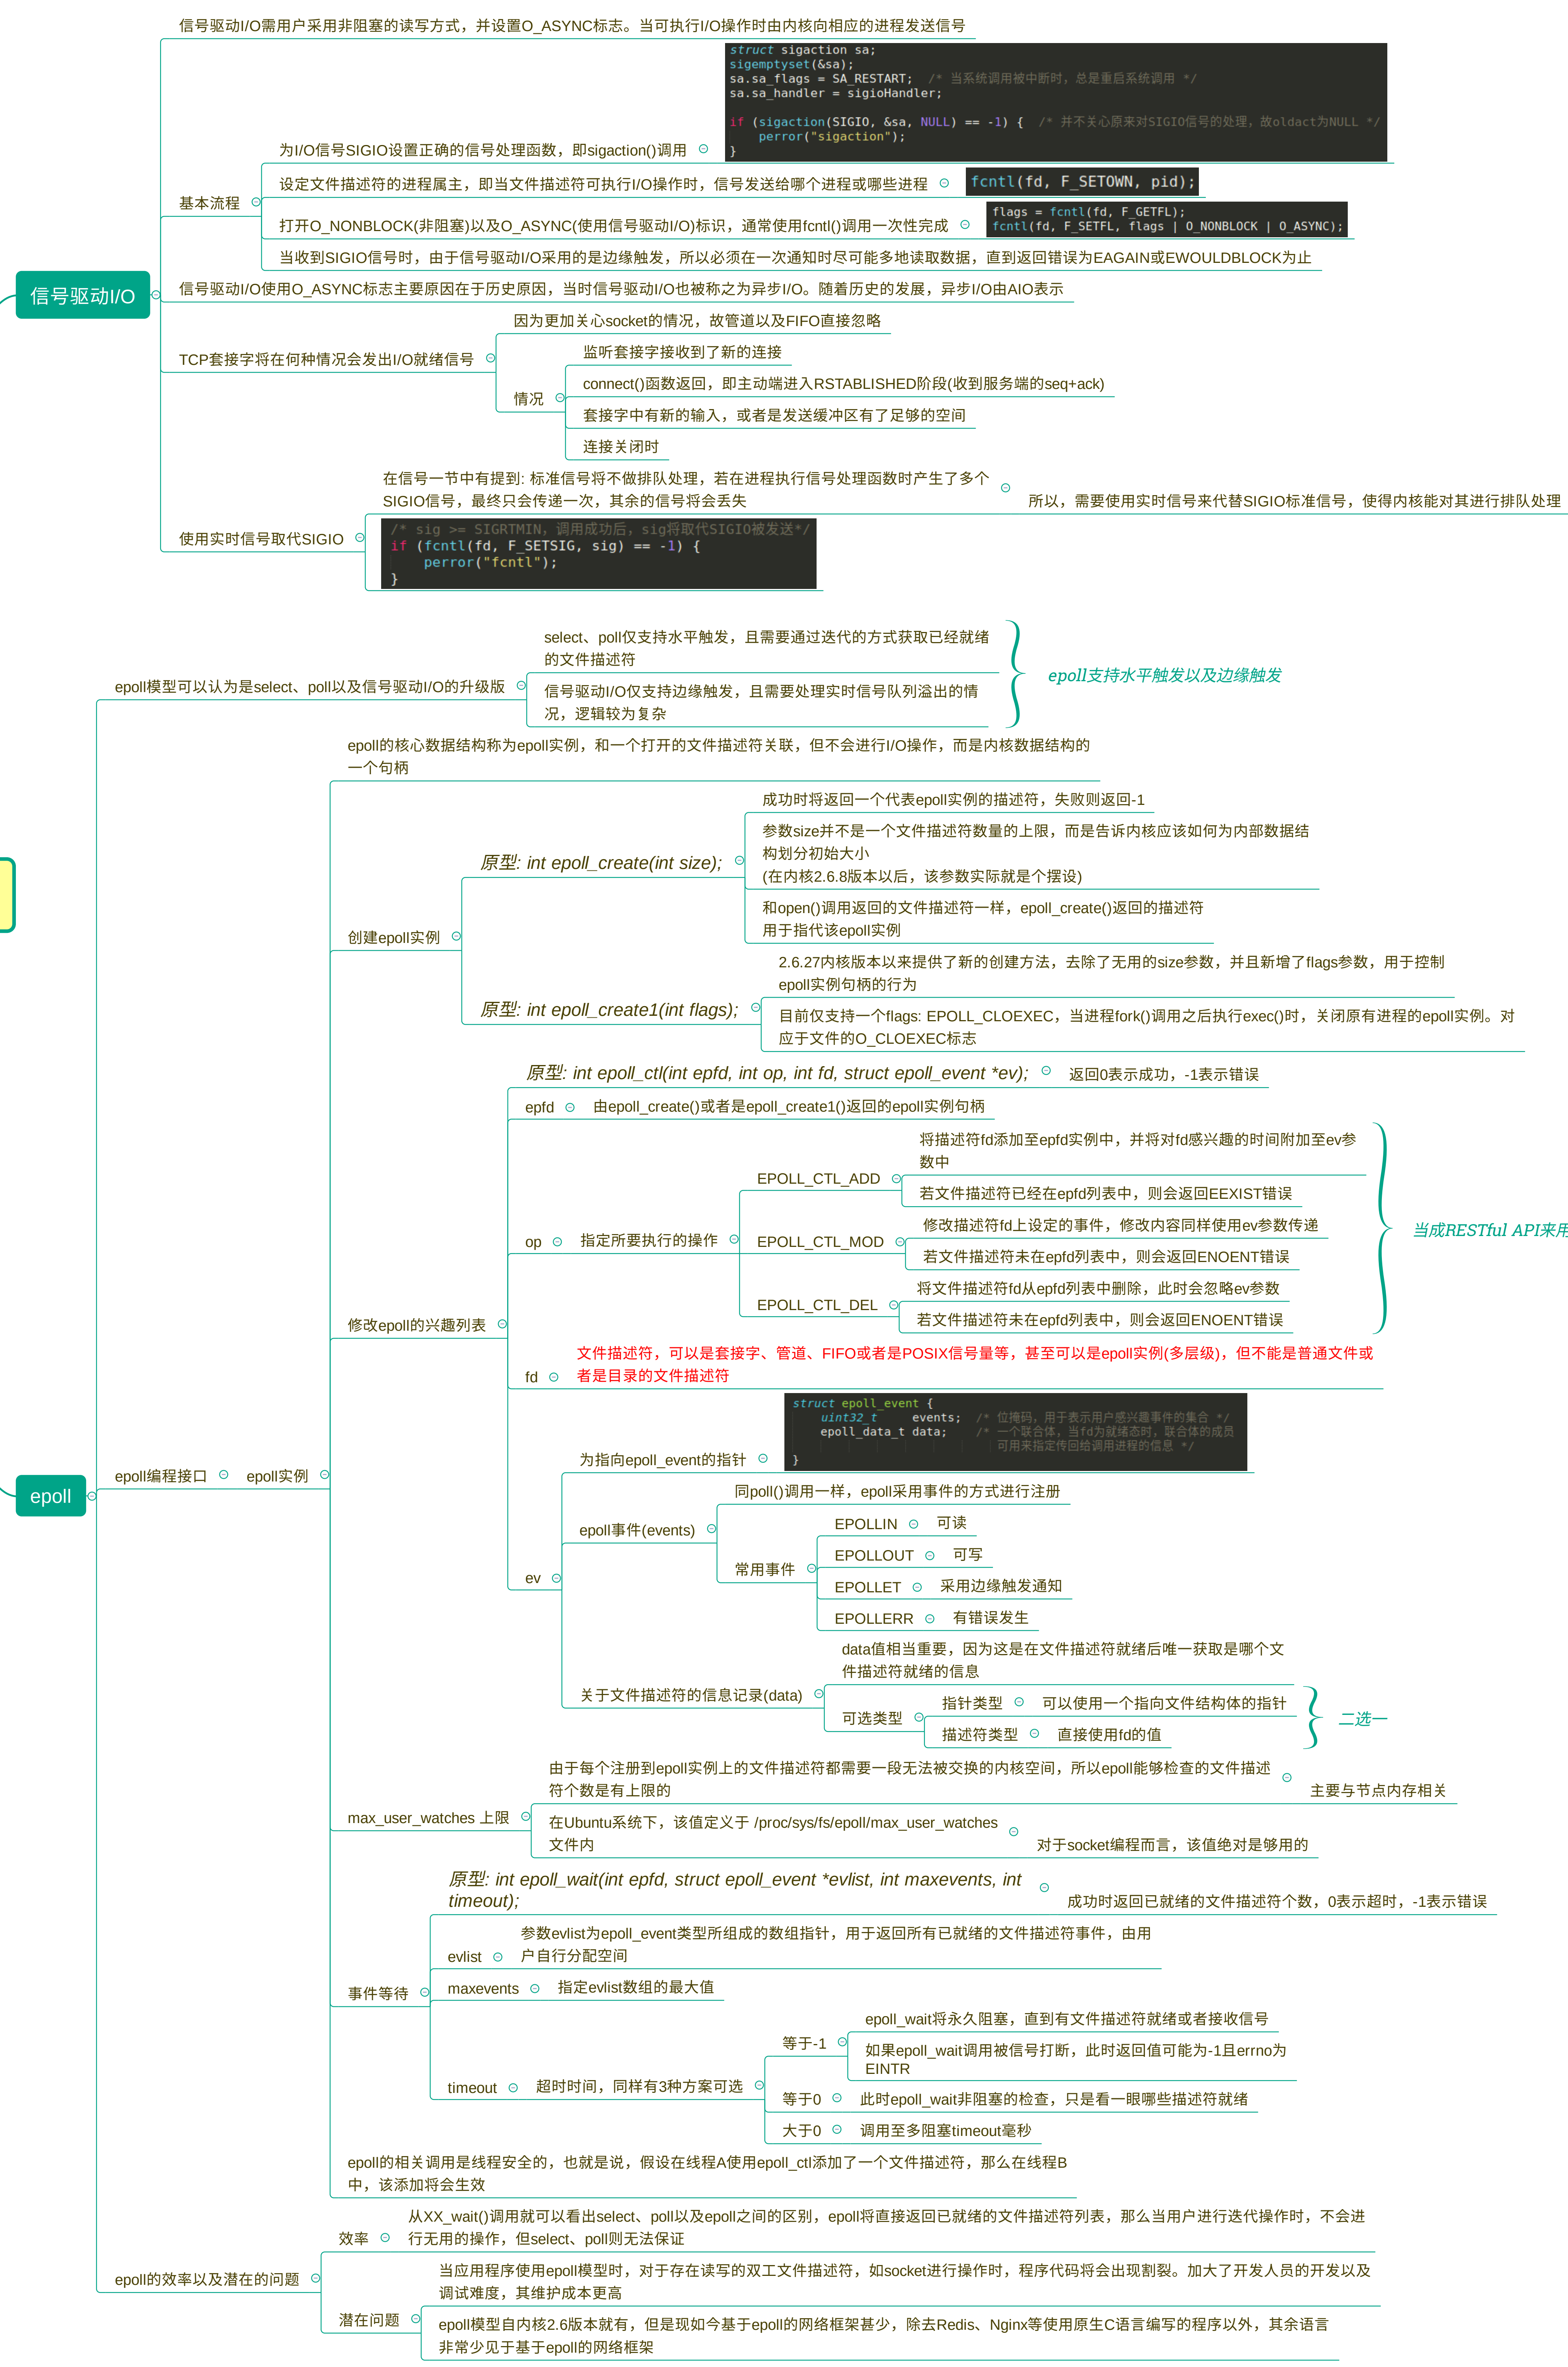 信号驱动I/O
信号驱动I/O需用户采用非阻塞的读写方式，并设置O_ASYNC标志。当可执行I/O操作时由内核向相应的进程发送信号
基本流程
为I/O信号SIGIO设置正确的信号处理函数，即sigaction()调用
struct sigaction sa;
sigemptyset(&sa);
sa.sa_flags = SA_RESTART;  /* 当系统调用被中断时，总是重启系统调用 */
sa.sa_handler = sigioHandler;
if (sigaction(SIGIO, &sa, NULL) == -1) {  /* 并不关心原来对SIGIO信号的处理，故oldact为NULL */
perror("sigaction");
}
设定文件描述符的进程属主，即当文件描述符可执行I/O操作时，信号发送给哪个进程或哪些进程
fcntl(fd, F_SETOWN, pid);
打开O_NONBLOCK(非阻塞)以及O_ASYNC(使用信号驱动I/O)标识，通常使用fcntl()调用一次性完成
flags = fcntl(fd, F_GETFL);
fcntl(fd, F_SETFL, flags | O_NONBLOCK | O_ASYNC);
当收到SIGIO信号时，由于信号驱动I/O采用的是边缘触发，所以必须在一次通知时尽可能多地读取数据，直到返回错误为EAGAIN或EWOULDBLOCK为止
信号驱动I/O使用O_ASYNC标志主要原因在于历史原因，当时信号驱动I/O也被称之为异步I/O。随着历史的发展，异步I/O由AIO表示
TCP套接字将在何种情况会发出I/O就绪信号
因为更加关心socket的情况，故管道以及FIFO直接忽略
情况
监听套接字接收到了新的连接
connect()函数返回，即主动端进入RSTABLISHED阶段(收到服务端的seq+ack)
套接字中有新的输入，或者是发送缓冲区有了足够的空间
连接关闭时
使用实时信号取代SIGIO
在信号一节中有提到: 标准信号将不做排队处理，若在进程执行信号处理函数时产生了多个
SIGIO信号，最终只会传递一次，其余的信号将会丢失
所以，需要使用实时信号来代替SIGIO标准信号，使得内核能对其进行排队处理
/* sig >= SIGRTMIN，调用成功后，sig将取代SIGIO被发送*/
if (fcntl(fd, F_SETSIG, sig) == -1) {
perror("fcntl");
}
epoll
epoll模型可以认为是select、poll以及信号驱动I/O的升级版
select、poll仅支持水平触发，且需要通过迭代的方式获取已经就绪
的文件描述符
信号驱动I/O仅支持边缘触发，且需要处理实时信号队列溢出的情
况，逻辑较为复杂
epoll支持水平触发以及边缘触发
epoll编程接口
epoll实例
epoll的核心数据结构称为epoll实例，和一个打开的文件描述符关联，但不会进行I/O操作，而是内核数据结构的
一个句柄
创建epoll实例
原型: int epoll_create(int size);
成功时将返回一个代表epoll实例的描述符，失败则返回-1
参数size并不是一个文件描述符数量的上限，而是告诉内核应该如何为内部数据结
构划分初始大小
(在内核2.6.8版本以后，该参数实际就是个摆设)
和open()调用返回的文件描述符一样，epoll_create()返回的描述符
用于指代该epoll实例
原型: int epoll_create1(int flags);
2.6.27内核版本以来提供了新的创建方法，去除了无用的size参数，并且新增了flags参数，用于控制
epoll实例句柄的行为
目前仅支持一个flags: EPOLL_CLOEXEC，当进程fork()调用之后执行exec()时，关闭原有进程的epoll实例。对
应于文件的O_CLOEXEC标志
修改epoll的兴趣列表
原型: int epoll_ctl(int epfd, int op, int fd, struct epoll_event *ev);
返回0表示成功，-1表示错误
epfd
由epoll_create()或者是epoll_create1()返回的epoll实例句柄
op
指定所要执行的操作
EPOLL_CTL_ADD
将描述符fd添加至epfd实例中，并将对fd感兴趣的时间附加至ev参
数中
若文件描述符已经在epfd列表中，则会返回EEXIST错误
EPOLL_CTL_MOD
修改描述符fd上设定的事件，修改内容同样使用ev参数传递
若文件描述符未在epfd列表中，则会返回ENOENT错误
EPOLL_CTL_DEL
将文件描述符fd从epfd列表中删除，此时会忽略ev参数
若文件描述符未在epfd列表中，则会返回ENOENT错误
当成RESTful API来用
fd
文件描述符，可以是套接字、管道、FIFO或者是POSIX信号量等，甚至可以是epoll实例(多层级)，但不能是普通文件或
者是目录的文件描述符
ev
为指向epoll_event的指针
struct epoll_event {
uint32_t     events;  /* 位掩码，用于表示用户感兴趣事件的集合 */
epoll_data_t data;    /* 一个联合体，当fd为就绪态时，联合体的成员
可用来指定传回给调用进程的信息 */
}
epoll事件(events)
同poll()调用一样，epoll采用事件的方式进行注册
常用事件
EPOLLIN
可读
EPOLLOUT
可写
EPOLLET
采用边缘触发通知
EPOLLERR
有错误发生
关于文件描述符的信息记录(data)
data值相当重要，因为这是在文件描述符就绪后唯一获取是哪个文
件描述符就绪的信息
可选类型
指针类型
可以使用一个指向文件结构体的指针
描述符类型
直接使用fd的值
二选一
max_user_watches 上限
由于每个注册到epoll实例上的文件描述符都需要一段无法被交换的内核空间，所以epoll能够检查的文件描述
符个数是有上限的
主要与节点内存相关
在Ubuntu系统下，该值定义于 /proc/sys/fs/epoll/max_user_watches
文件内
对于socket编程而言，该值绝对是够用的
事件等待
原型: int epoll_wait(int epfd, struct epoll_event *evlist, int maxevents, int
timeout);
成功时返回已就绪的文件描述符个数，0表示超时，-1表示错误
evlist
参数evlist为epoll_event类型所组成的数组指针，用于返回所有已就绪的文件描述符事件，由用
户自行分配空间
maxevents
指定evlist数组的最大值
timeout
超时时间，同样有3种方案可选
等于-1
epoll_wait将永久阻塞，直到有文件描述符就绪或者接收信号
如果epoll_wait调用被信号打断，此时返回值可能为-1且errno为
EINTR
等于0
此时epoll_wait非阻塞的检查，只是看一眼哪些描述符就绪
大于0
调用至多阻塞timeout毫秒
epoll的相关调用是线程安全的，也就是说，假设在线程A使用epoll_ctl添加了一个文件描述符，那么在线程B
中，该添加将会生效
epoll的效率以及潜在的问题
效率
从XX_wait()调用就可以看出select、poll以及epoll之间的区别，epoll将直接返回已就绪的文件描述符列表，那么当用户进行迭代操作时，不会进
行无用的操作，但select、poll则无法保证
潜在问题
当应用程序使用epoll模型时，对于存在读写的双工文件描述符，如socket进行操作时，程序代码将会出现割裂。加大了开发人员的开发以及
调试难度，其维护成本更高
epoll模型自内核2.6版本就有，但是现如今基于epoll的网络框架甚少，除去Redis、Nginx等使用原生C语言编写的程序以外，其余语言
非常少见于基于epoll的网络框架